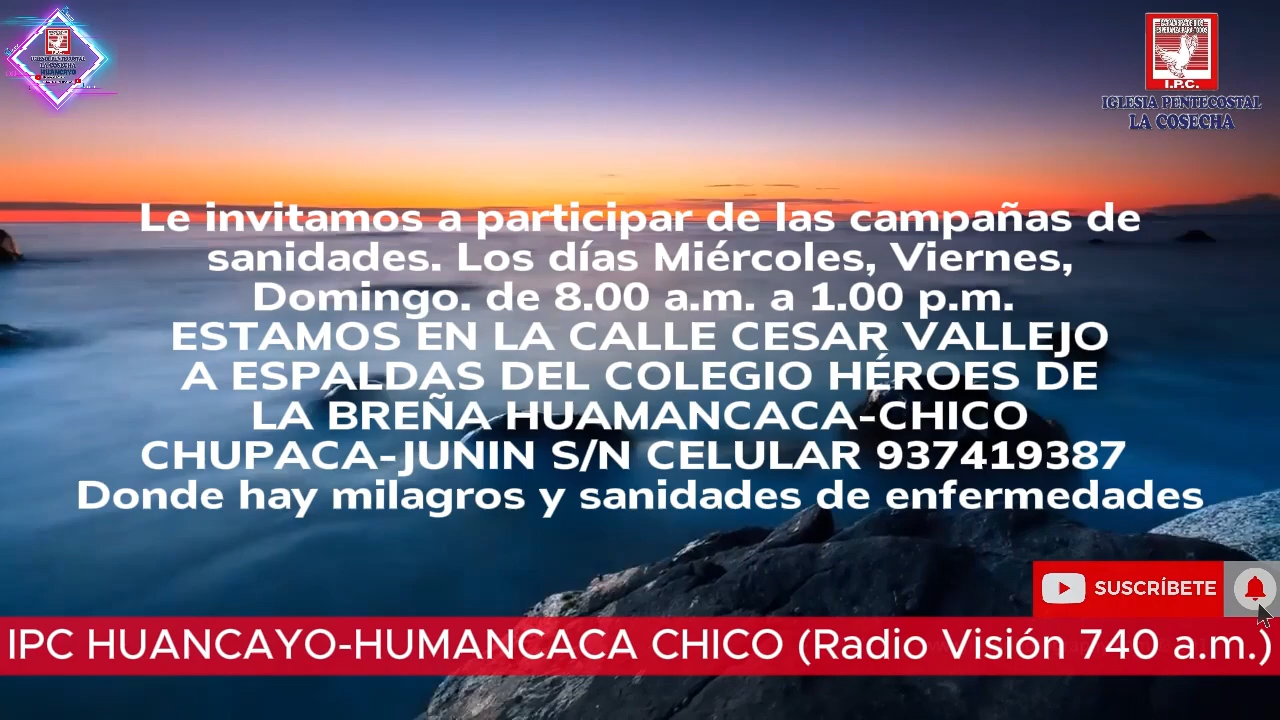 I.P.C.
IGLESIA PENTECOSTAL
LA COSECHA
Le invitamos a participar de las campañas de
sanidades. Los días Miércoles, Viernes,
Domingo. de 8.00 a.m. a 1.00 p.m.
ESTAMOS EN LA CALLE CESAR VALLEJO
A ESPALDAS DEL COLEGIO HÉROES DE
LA BREÑA HUAMANCACA-CHICO
CHUPACA-JUNIN S/N CELULAR 937419387
Donde hay milagros y sanidades de enfermedades
SUSCRÍBETE
IPC HUANCAYO-HUMANCACA CHICO (Radio Visión 740 a.m.)